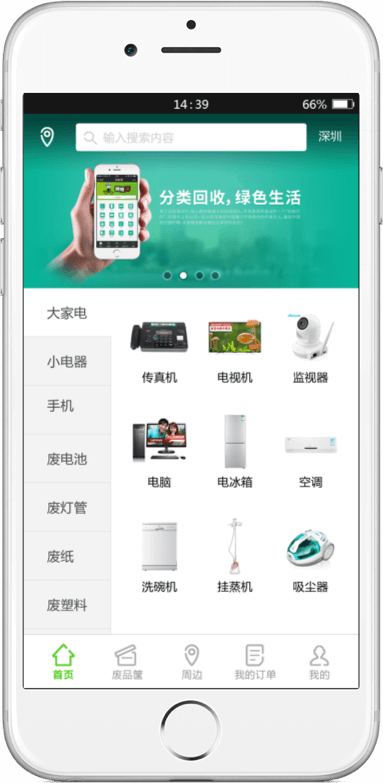 14:39
66%
输入搜索内容
深圳
分类回收，绿色生活
大家电
小电器
手机
废电池
废灯管
废纸
废塑料
传真机
电视机
监视器
电脑
电冰箱
空调
洗碗机
挂蒸机
吸尘器
首页
废品筐
周边
我的订单
我的